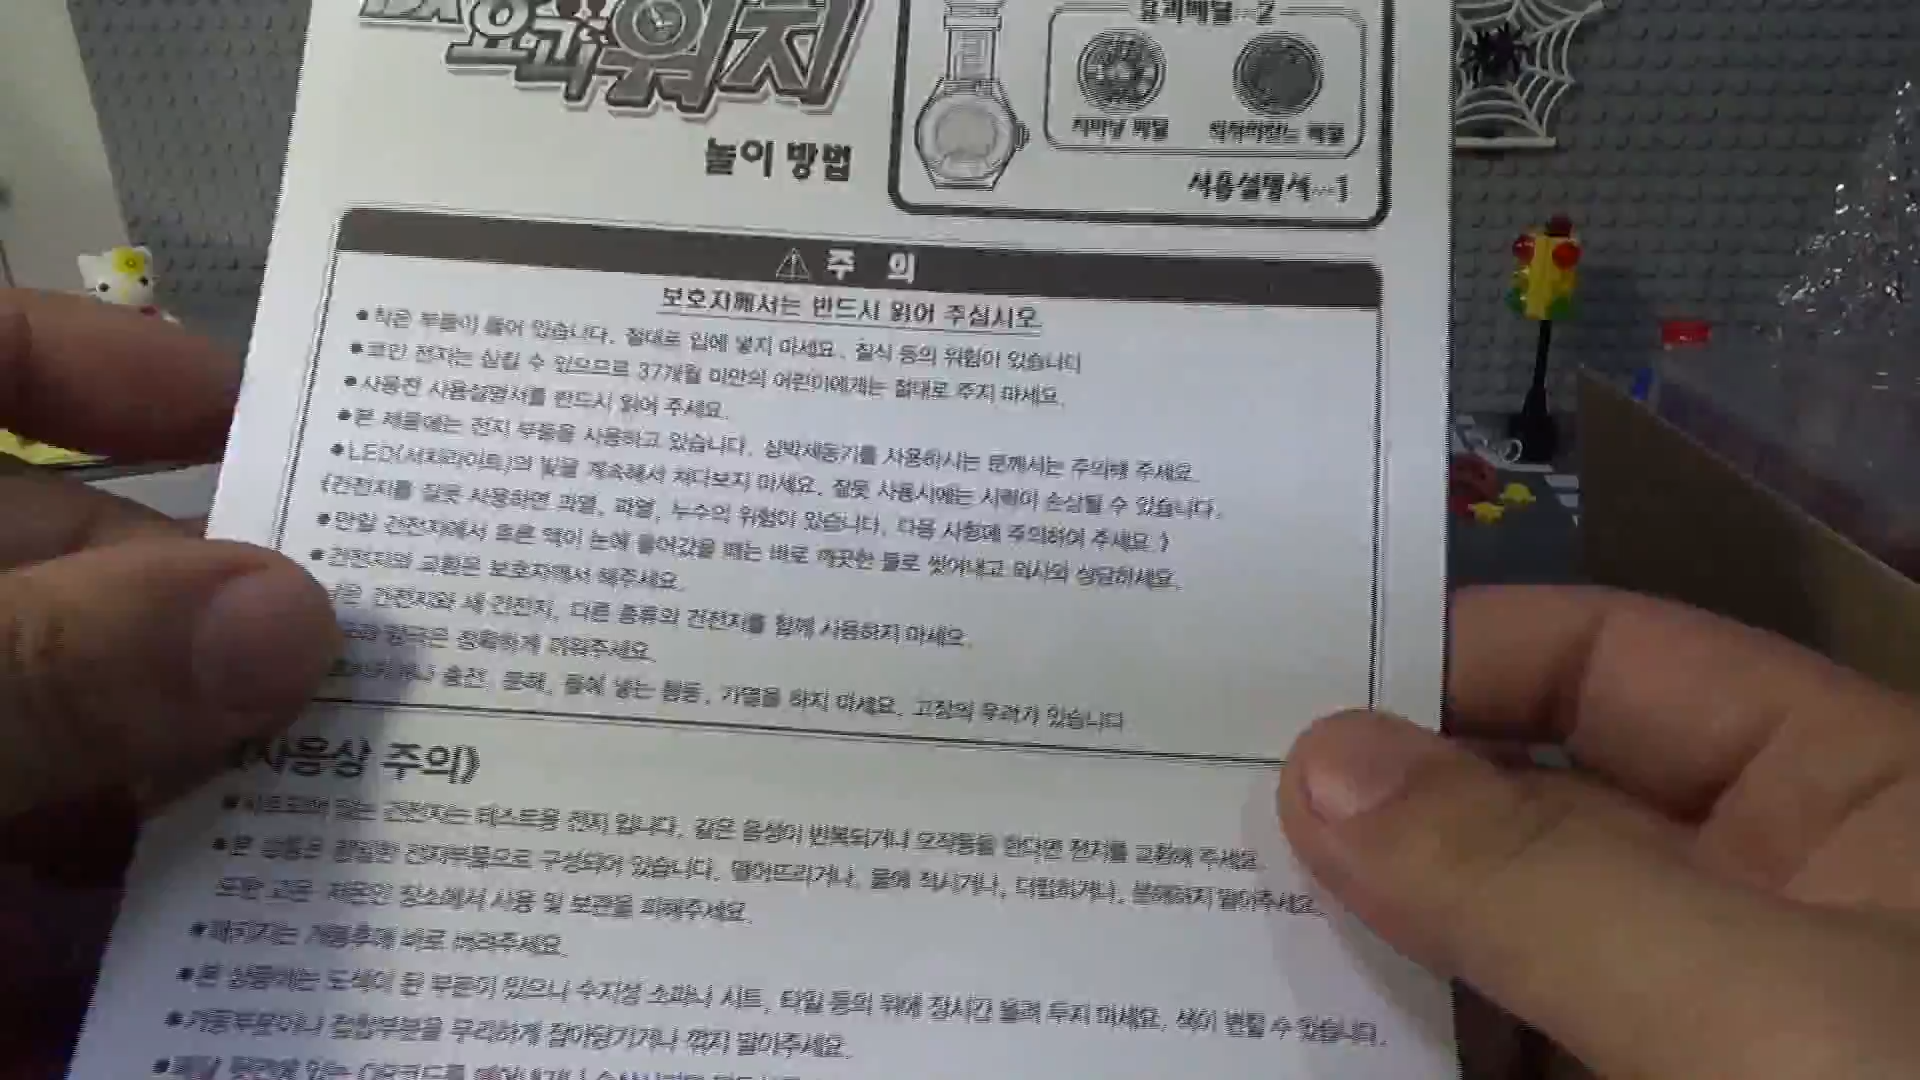 DX 요괴워치
놀이 방법
요괴메달…2
지바냥 메달
사용설명서…1
주 의
보호자께서는 반드시 읽어 주십시오
●작은 부품이 들어 있습니다. 절대로 입에 넣지 마세요. 질식 등의 위험이 있습니다
●코인 전지는 삼킬 수 있으므로 37개월 미만의 어린이에게는 절대로 주지 마세요.
●사용전 사용설명서를 반드시 읽어 주세요.
●본 제품에는 전지 부품을 사용하고 있습니다. 심박세동기를 사용하시는 분께서는 주의해 주세요.
●LED(서치라이트)의 빛을 계속해서 쳐다보지 마세요. 잘못 사용시에는 시력이 손상될 수 있습니다.
(건전지를 잘못 사용하면 과열, 파열, 누수의 위험이 있습니다. 다음 사항에 주의하여 주세요.)
●만일 건전지에서 흐른 액이 눈에 들어갔을 때는 바로 깨끗한 물로 씻어내고 의사와 상담하세요.
●건전지의 교환은 보호자께서 해주세요.
건전지와 새 건전지, 다른 종류의 건전지를 함께 사용하지 마세요.
정확하게 끼워주세요.
충전, 분해, 불에 넣는 행동, 가열을 하지 마세요. 고장의 우려가 있습니다
사용상 주의》
건전지는 테스트용 전지 입니다. 같은 음성이 반복되거나 오작동을 한다면 전지를 교환해 주세요.
●본 상품은 정밀한 전자부품으로 구성되어 있습니다. 떨어뜨리거나, 물에 적시거나, 더럽히거나, 분해하지 말아주세요.
또한 고온 저온인 장소에서 사용 및 보관을 피해주세요.
●패키지는 개봉후에 바로 버려주세요.
●본 상품에는 도색이 된 부분이 있으니 수지성 소파나 시트, 타일 등의 위에 장시간 올려 두지 마세요. 색이 변할 수 있습니다.
●가동부분이나 접합부분을 무리하게 잡아당기거나 꺾지 말아주세요.
QR코드를